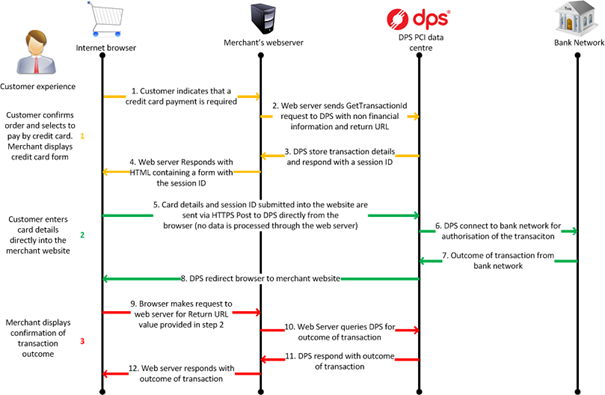 Internet browser
Merchant's webserver
dps
DPS PCI data
centre
Bank Network
Customer experience
Customer confirms
order and selects to
pay by credit card.
Merchant displays
credit card form
1
1. Customer indicates that a
credit card payment is required
2. Web server sends GetTransactionId
request to DPS with non financial
information and return URL
3. DPS store transaction details
and respond with a session ID
4. Web server Responds with
HTML containing a form with
the session ID
Customer enters
card details
directly into the
merchant website
2
5. Card details and session ID submitted into the website are
sent via HTTPS Post to DPS directly from the
browser (no data is processed through the web server)
6. DPS connect to bank network for
authorisation of the transaciton
7. Outcome of transaction from
bank network
8. DPS redirect browser to merchant website
Merchant displays
confirmation of
transaction
outcome
3
9. Browser makes request to
web server for Return URL
value provided in step 2
10. Web Server queries DPS for
outcome of transaction
11. DPS respond with outcome
of transaction
12. Web server responds with
outcome of transaction